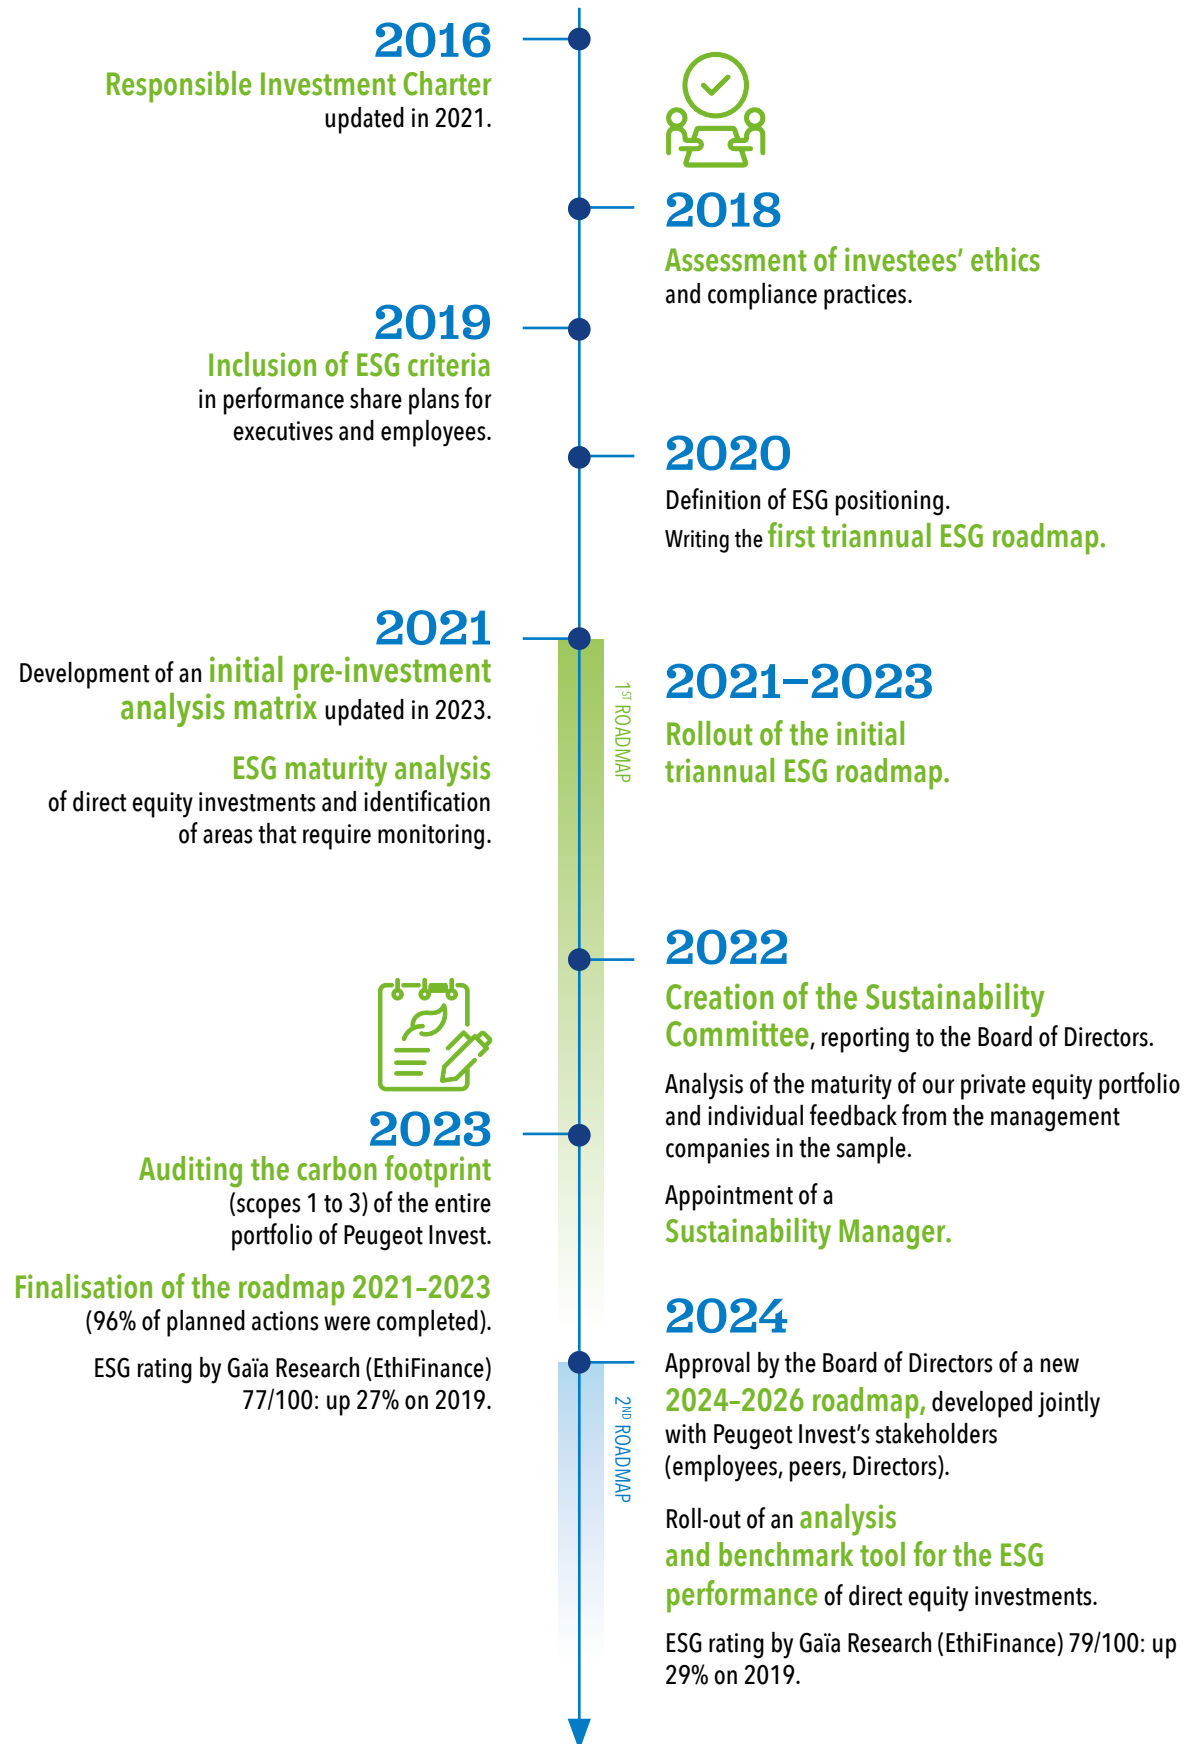 2016
Responsible Investment Charter
updated in 2021.
2018
Assessment of investees’ ethics
and compliance practices.
2019
Inclusion of ESG criteria
in performance share plans for
executives and employees.
2020
Definition of ESG positioning.
Writing the first triannual ESG roadmap.
2021
Development of an initial pre-investment
analysis matrix updated in 2023.
ESG maturity analysis
of direct equity investments and identification
of areas that require monitoring.
1ST ROADMAP
2021–2023
Rollout of the initial
triannual ESG roadmap.
2022
Creation of the Sustainability
Committee, reporting to the Board of Directors.
Analysis of the maturity of our private equity portfolio
and individual feedback from the management
companies in the sample.
Appointment of a
Sustainability Manager.
2023
Auditing the carbon footprint
(scopes 1 to 3) of the entire
portfolio of Peugeot Invest.
Finalisation of the roadmap 2021–2023
(96% of planned actions were completed).
ESG rating by Gaïa Research (EthiFinance)
77/100: up 27% on 2019.
2024
Approval by the Board of Directors of a new
2024–2026 roadmap, developed jointly
with Peugeot Invest’s stakeholders
(employees, peers, Directors).
2ND ROADMAP
Roll-out of an analysis
and benchmark tool for the ESG
performance of direct equity investments.
ESG rating by Gaïa Research (EthiFinance) 79/100: up
29% on 2019.